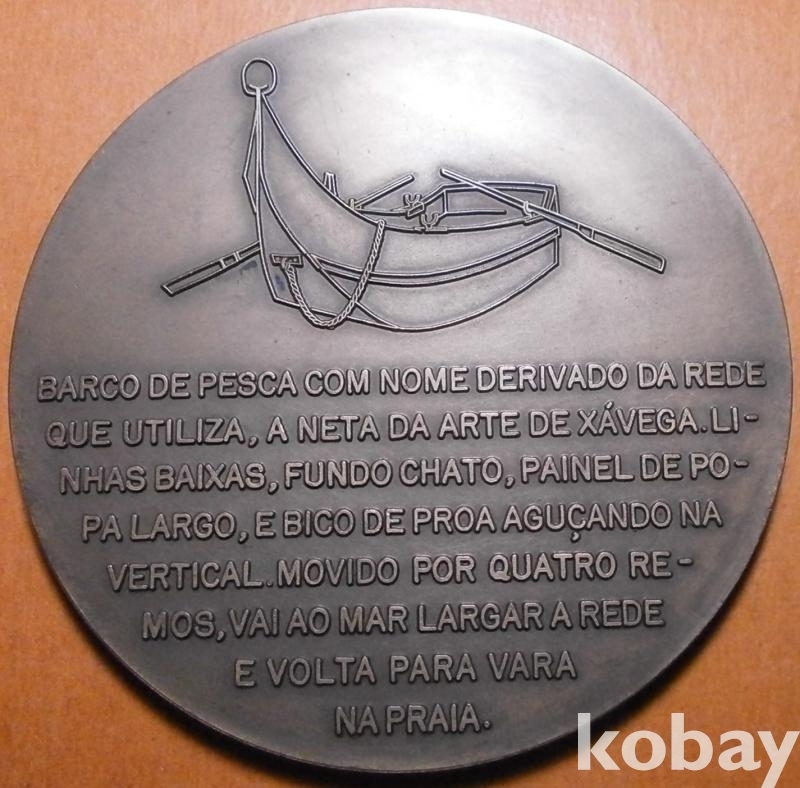 BARCO DE PESCA COM NOME DERIVADO DA REDE
QUE UTILIZA, A NETA DA ARTE DE XÁVEGA. LI-
NHAS BAIXAS, FUNDO CHATO, PAINEL DE PO-
PA LARGO, E BICO DE PROA AGUÇANDO NA
VERTICAL. MOVIDO POR QUATRO RE-
MOS, VAI AO MAR LARGAR A REDE
E VOLTA PARA VARA
NA PRAIA.
kobay